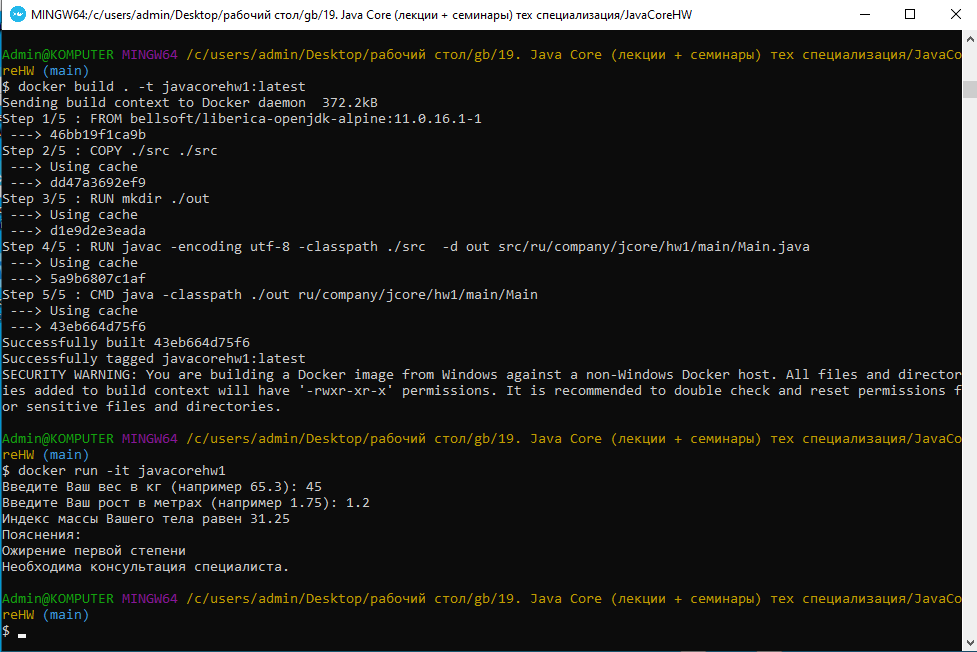 MINGW64:/c/users/admin/Desktop/рабочий стол/gb/19. Java Core (лекции + семинары) тех специализация/JavaCoreHW
Admin@KOMPUTER MINGW64 /c/users/admin/Desktop/рабочий стол/gb/19. Java Core (лекции + семинары) тех специализация/JavaCo
reHW (main)
$ docker build . -t javacorehw1:latest
Sending build context to Docker daemon  372.2kB
Step 1/5 : FROM bellsoft/liberica-openjdk-alpine:11.0.16.1-1
 ---> 46bb19f1ca9b
Step 2/5 : COPY ./src ./src
 ---> Using cache
 ---> dd47a3692ef9
Step 3/5 : RUN mkdir ./out
 ---> Using cache
 ---> d1e9d2e3eada
Step 4/5 : RUN javac -encoding utf-8 -classpath ./src  -d out src/ru/company/jcore/hw1/main/Main.java
 ---> Using cache
 ---> 5a9b6807c1af
Step 5/5 : CMD java -classpath ./out ru/company/jcore/hw1/main/Main
 ---> Using cache
 ---> 43eb664d75f6
Successfully built 43eb664d75f6
Successfully tagged javacorehw1:latest
SECURITY WARNING: You are building a Docker image from Windows against a non-Windows Docker host. All files and director
ies added to build context will have '-rwxr-xr-x' permissions. It is recommended to double check and reset permissions f
or sensitive files and directories.
Admin@KOMPUTER MINGW64 /c/users/admin/Desktop/рабочий стол/gb/19. Java Core (лекции + семинары) тех специализация/JavaCo
reHW (main)
$ docker run -it javacorehw1
Введите Ваш вес в кг (например 65.3): 45
Введите Ваш рост в метрах (например 1.75): 1.2
Индекс массы Вашего тела равен 31.25
Пояснения:
Ожирение первой степени
Необходима консультация специалиста.
Admin@KOMPUTER MINGW64 /c/users/admin/Desktop/рабочий стол/gb/19. Java Core (лекции + семинары) тех специализация/JavaCo
reHW (main)
$